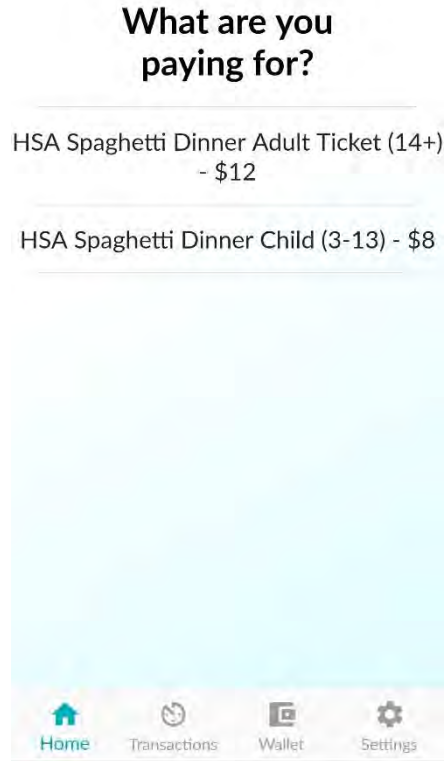 What are you
paying for?
HSA Spaghetti Dinner Adult Ticket (14+)
- $12
HSA Spaghetti Dinner Child (3-13) - $8
Home Transactions Wallet Settings